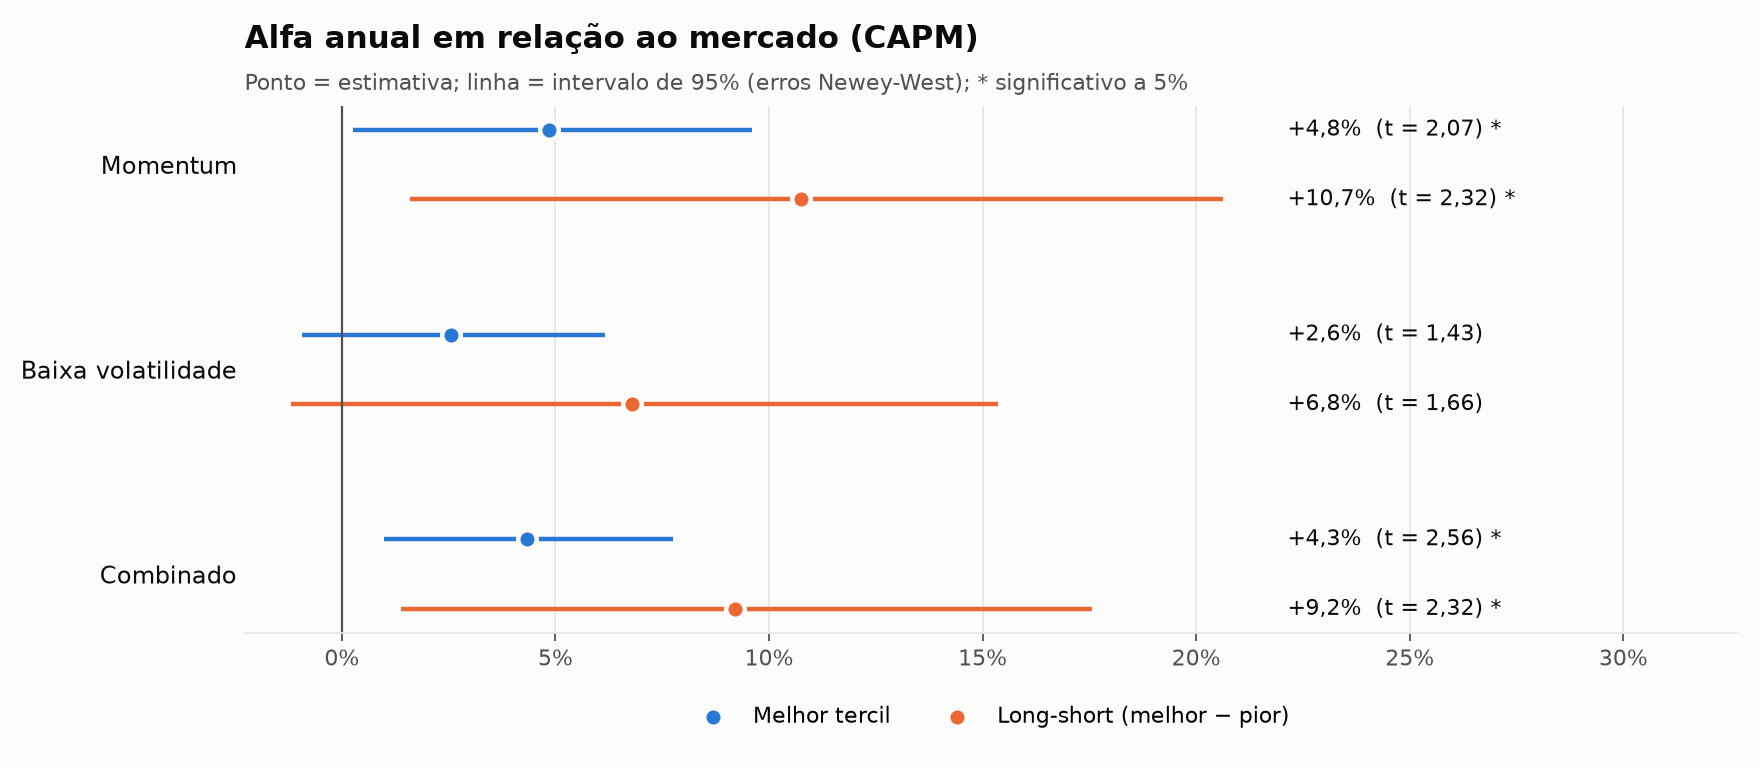 Alfa anual em relação ao mercado (CAPM)
Ponto = estimativa; linha = intervalo de 95% (erros Newey-West); * significativo a 5%
+4,8%  (t = 2,07) *
Momentum
+10,7%  (t = 2,32) *
+2,6%  (t = 1,43)
Baixa volatilidade
+6,8%  (t = 1,66)
+4,3%  (t = 2,56) *
Combinado
+9,2%  (t = 2,32) *
0% 5% 10% 15% 20% 25% 30%
Melhor tercil Long-short (melhor − pior)